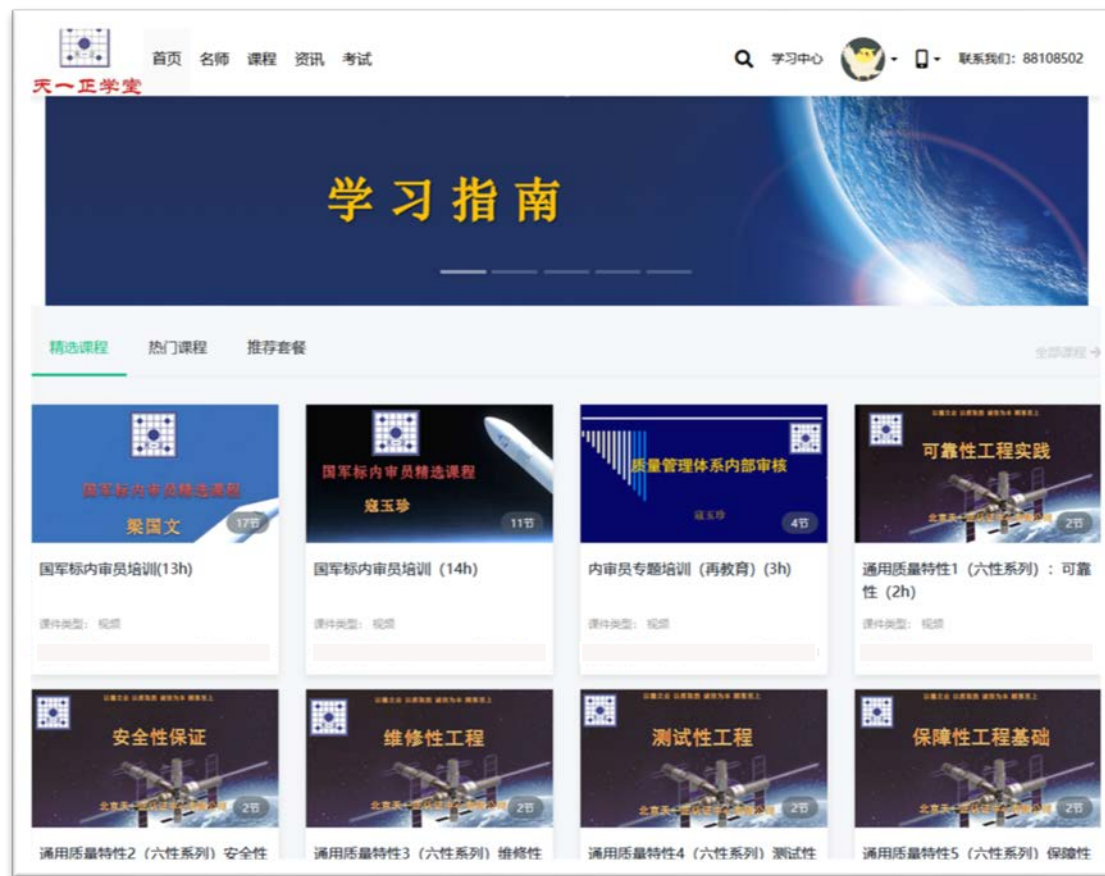 天一正学堂
首页 名师 课程 资讯 考试
学习中心
联系我们：88108502
学习指南
精选课程 热门课程 推荐套餐
全部课程→
国军标内审员精选课程
梁国文
17节
国军标内审员培训(13h)
课件类型： 视频
国军标内审员精选课程
寇玉珍
11节
国军标内审员培训（14h)
课件类型： 视频
质量管理体系内部审核
寇玉珍
4节
内审员专题培训（再教育）(3h)
课件类型： 视频
可靠性工程实践
2节
通用质量特性1（六性系列）：可靠
性（2h）
课件类型： 视频
安全性保证
2节
通用质量特性2（六性系列）安全性
维修性工程
2节
通用质量特性3（六性系列）维修性
测试性工程
2节
通用质量特性4（六性系列）测试性
保障性工程基础
2节
通用质量特性5（六性系列）保障性